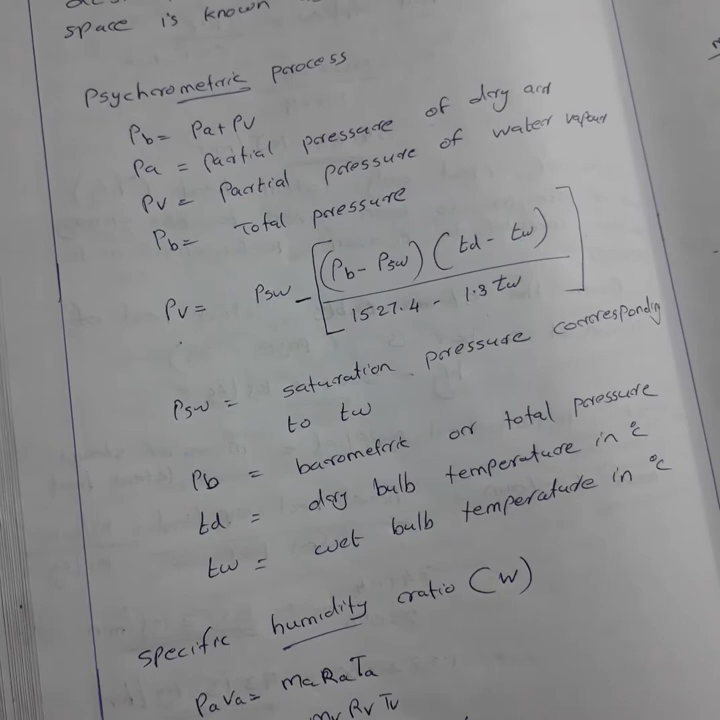 space is known
Psychrometric process
Pb = Pa + Pv
Pa = Partial pressure of dry air
Pv = Partial pressure of water vapour
Pb = Total pressure
Pv = Psw - [(Pb - Psw) (td - tw) / 1527.4 - 1.3 tw]
Psw = saturation pressure corresponding
to tw
Pb = barometric or total pressure
td = dry bulb temperature in °c
tw = wet bulb temperature in °c
specific humidity ratio (W)
PaVa = MaRaTa
Mv Rv Tv